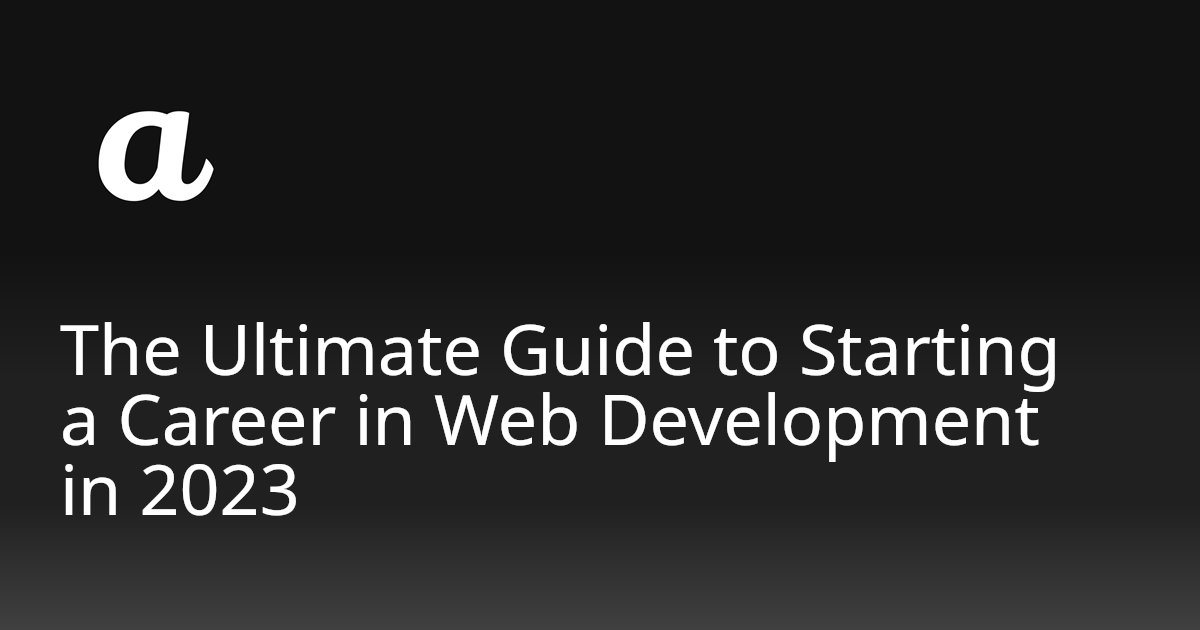 a
The Ultimate Guide to Starting
a Career in Web Development
in 2023